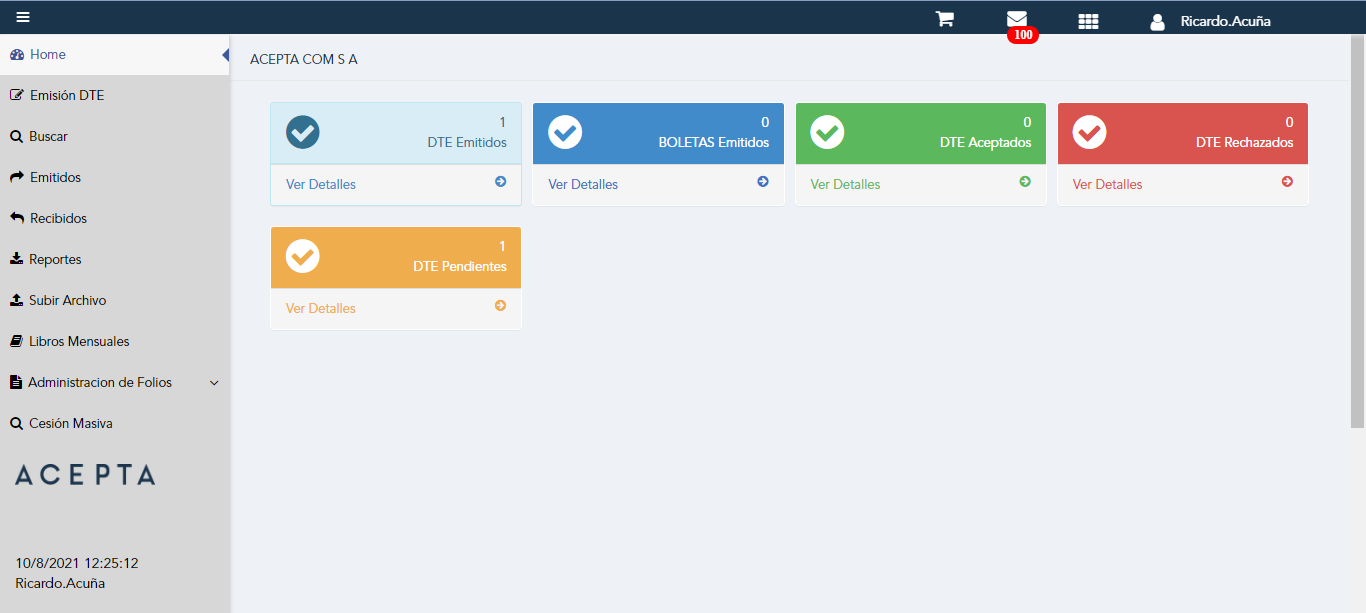 100
Ricardo.Acuña
Home
Emisión DTE
Buscar
Emitidos
Recibidos
Reportes
Subir Archivo
Libros Mensuales
Administracion de Folios
Cesión Masiva
ACEPTA
10/8/2021 12:25:12
Ricardo.Acuña
ACEPTA COM S A
1
DTE Emitidos
Ver Detalles
0
BOLETAS Emitidos
Ver Detalles
0
DTE Aceptados
Ver Detalles
0
DTE Rechazados
Ver Detalles
1
DTE Pendientes
Ver Detalles